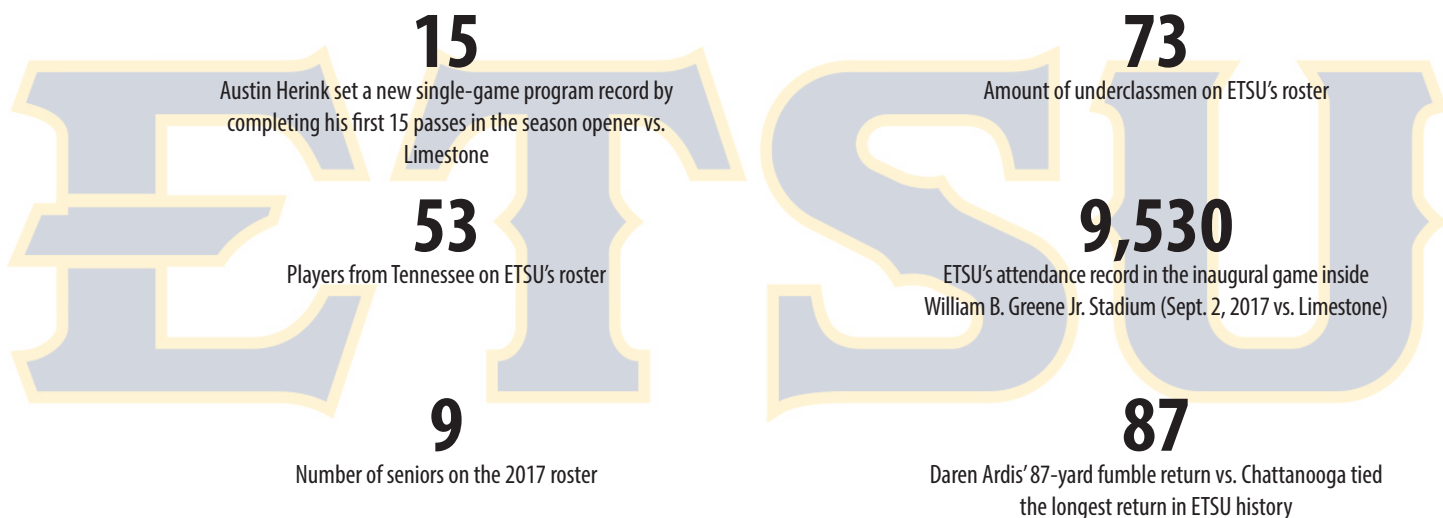 ETSU
15
Austin Herink set a new single-game program record by
completing his first 15 passes in the season opener vs.
Limestone
73
Amount of underclassmen on ETSU's roster
53
Players from Tennessee on ETSU's roster
9,530
ETSU's attendance record in the inaugural game inside
William B. Greene Jr. Stadium (Sept. 2, 2017 vs. Limestone)
9
Number of seniors on the 2017 roster
87
Daren Ardis' 87-yard fumble return vs. Chattanooga tied
the longest return in ETSU history